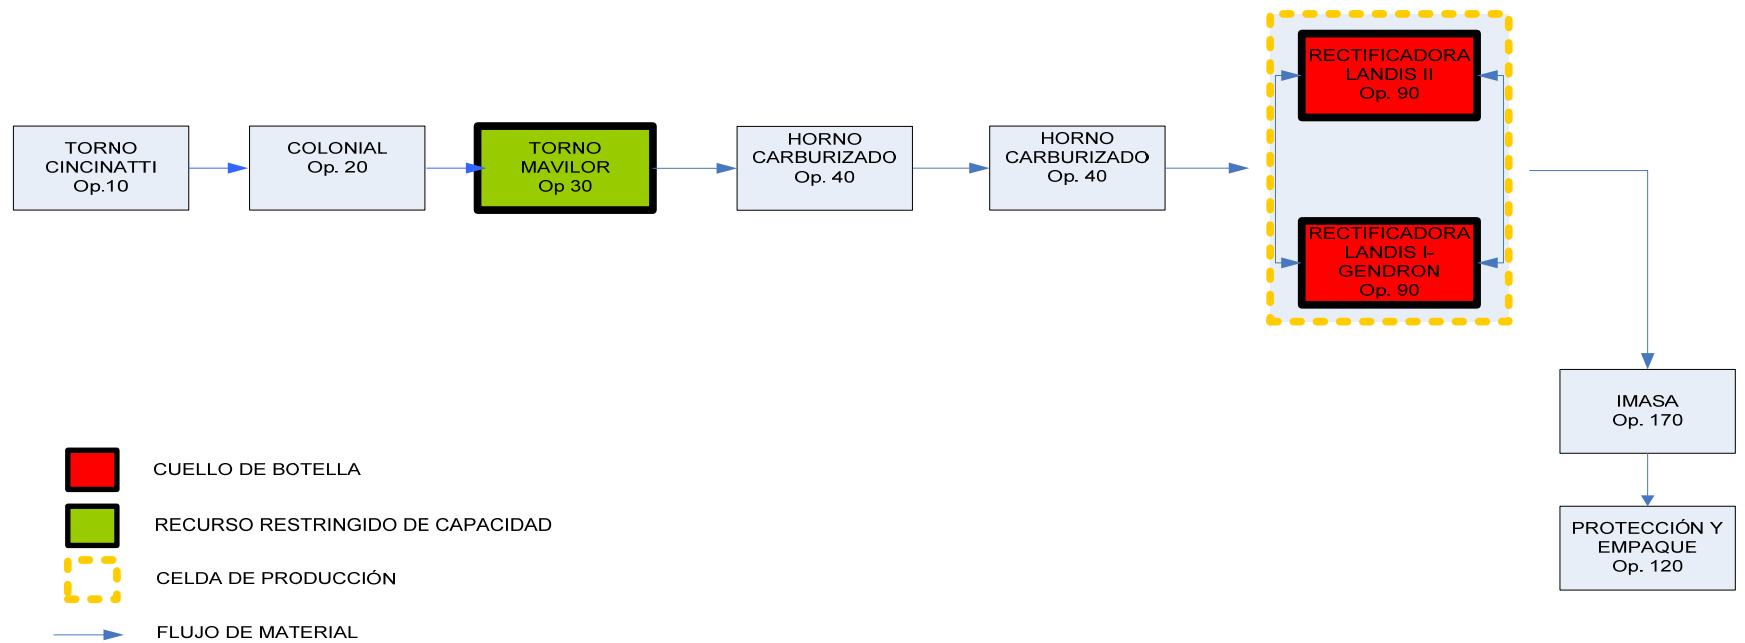 TORNO
CINCINATTI
Op.10
COLONIAL
Op. 20
TORNO
MAVILOR
Op 30
HORNO
CARBURIZADO
Op. 40
HORNO
CARBURIZADO
Op. 40
RECTIFICADORA
LANDIS II
Op. 90
RECTIFICADORA
LANDIS I-
GENDRON
Op. 90
IMASA
Op. 170
PROTECCIÓN Y
EMPAQUE
Op. 120
CUELLO DE BOTELLA
RECURSO RESTRINGIDO DE CAPACIDAD
CELDA DE PRODUCCIÓN
FLUJO DE MATERIAL